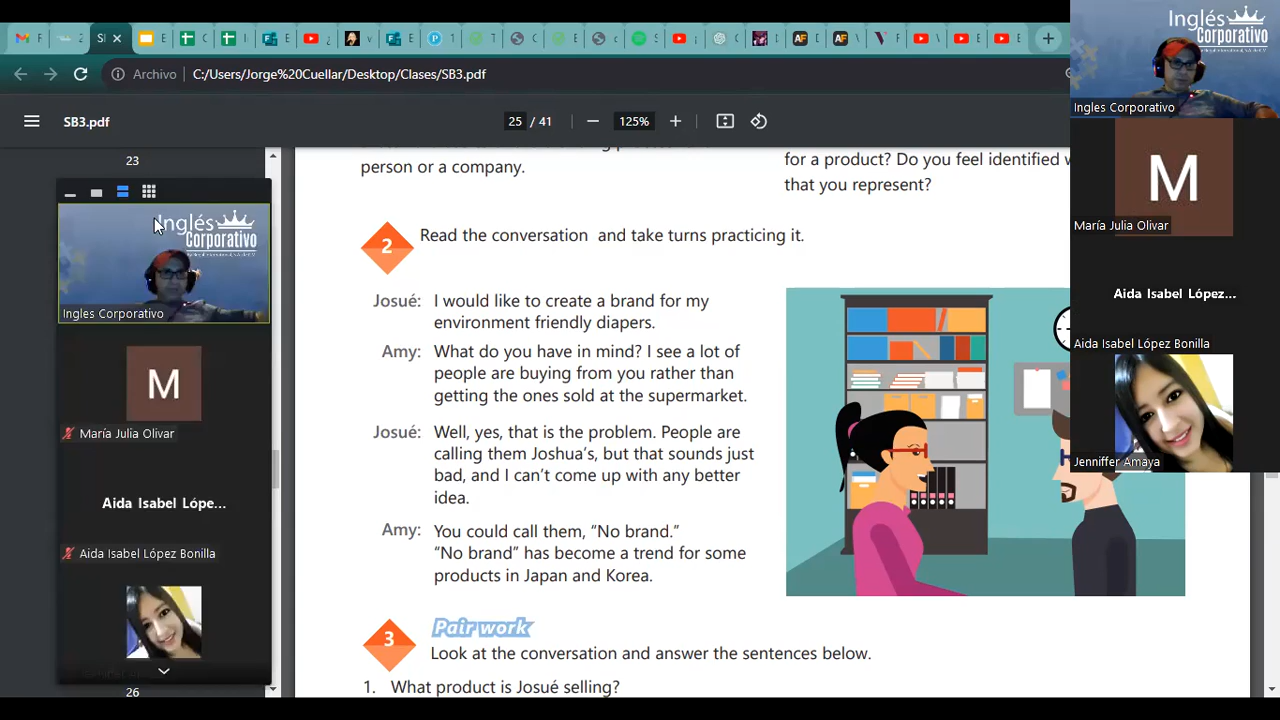 SB
Archivo
C:/Users/Jorge%20Cuellar/Desktop/Clases/SB3.pdf
SB3.pdf
25 / 41
125%
23
person or a company.
for a product? Do you feel identified
that you represent?
2
Read the conversation and take turns practicing it.
Josué: I would like to create a brand for my
environment friendly diapers.
Amy: What do you have in mind? I see a lot of
people are buying from you rather than
getting the ones sold at the supermarket.
Josué: Well, yes, that is the problem. People are
calling them Joshua’s, but that sounds just
bad, and I can’t come up with any better
idea.
Amy: You could call them, “No brand.”
“No brand” has become a trend for some
products in Japan and Korea.
3
Pair work
Look at the conversation and answer the sentences below.
1. What product is Josué selling?
Inglés
Corporativo
Ingles Corporativo
M
María Julia Olivar
Aida Isabel Lópe...
Aida Isabel López Bonilla
26
Inglés
Corporativo
Ingles Corporativo
M
María Julia Olivar
Aida Isabel López...
Aida Isabel López Bonilla
Jenniffer Amaya